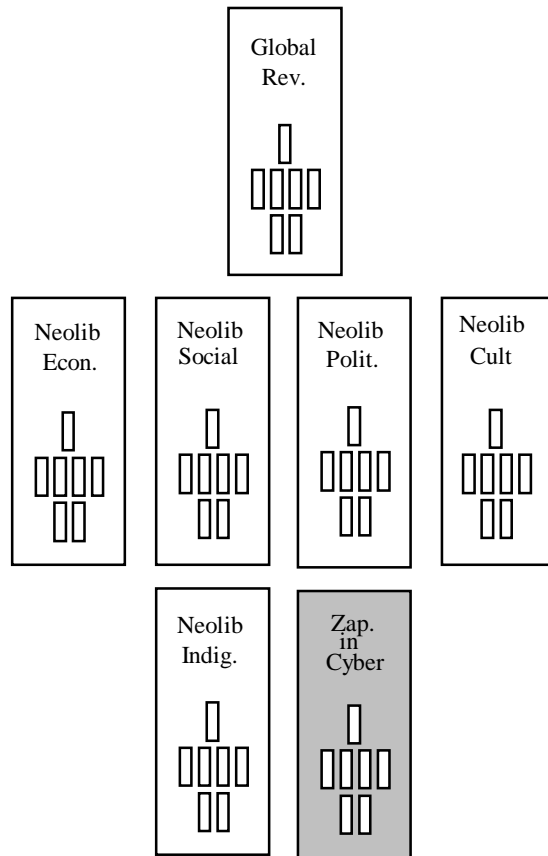 Global
Rev.
Neolib
Econ.
Neolib
Social
Neolib
Polit.
Neolib
Cult
Neolib
Indig.
Zap.
in
Cyber